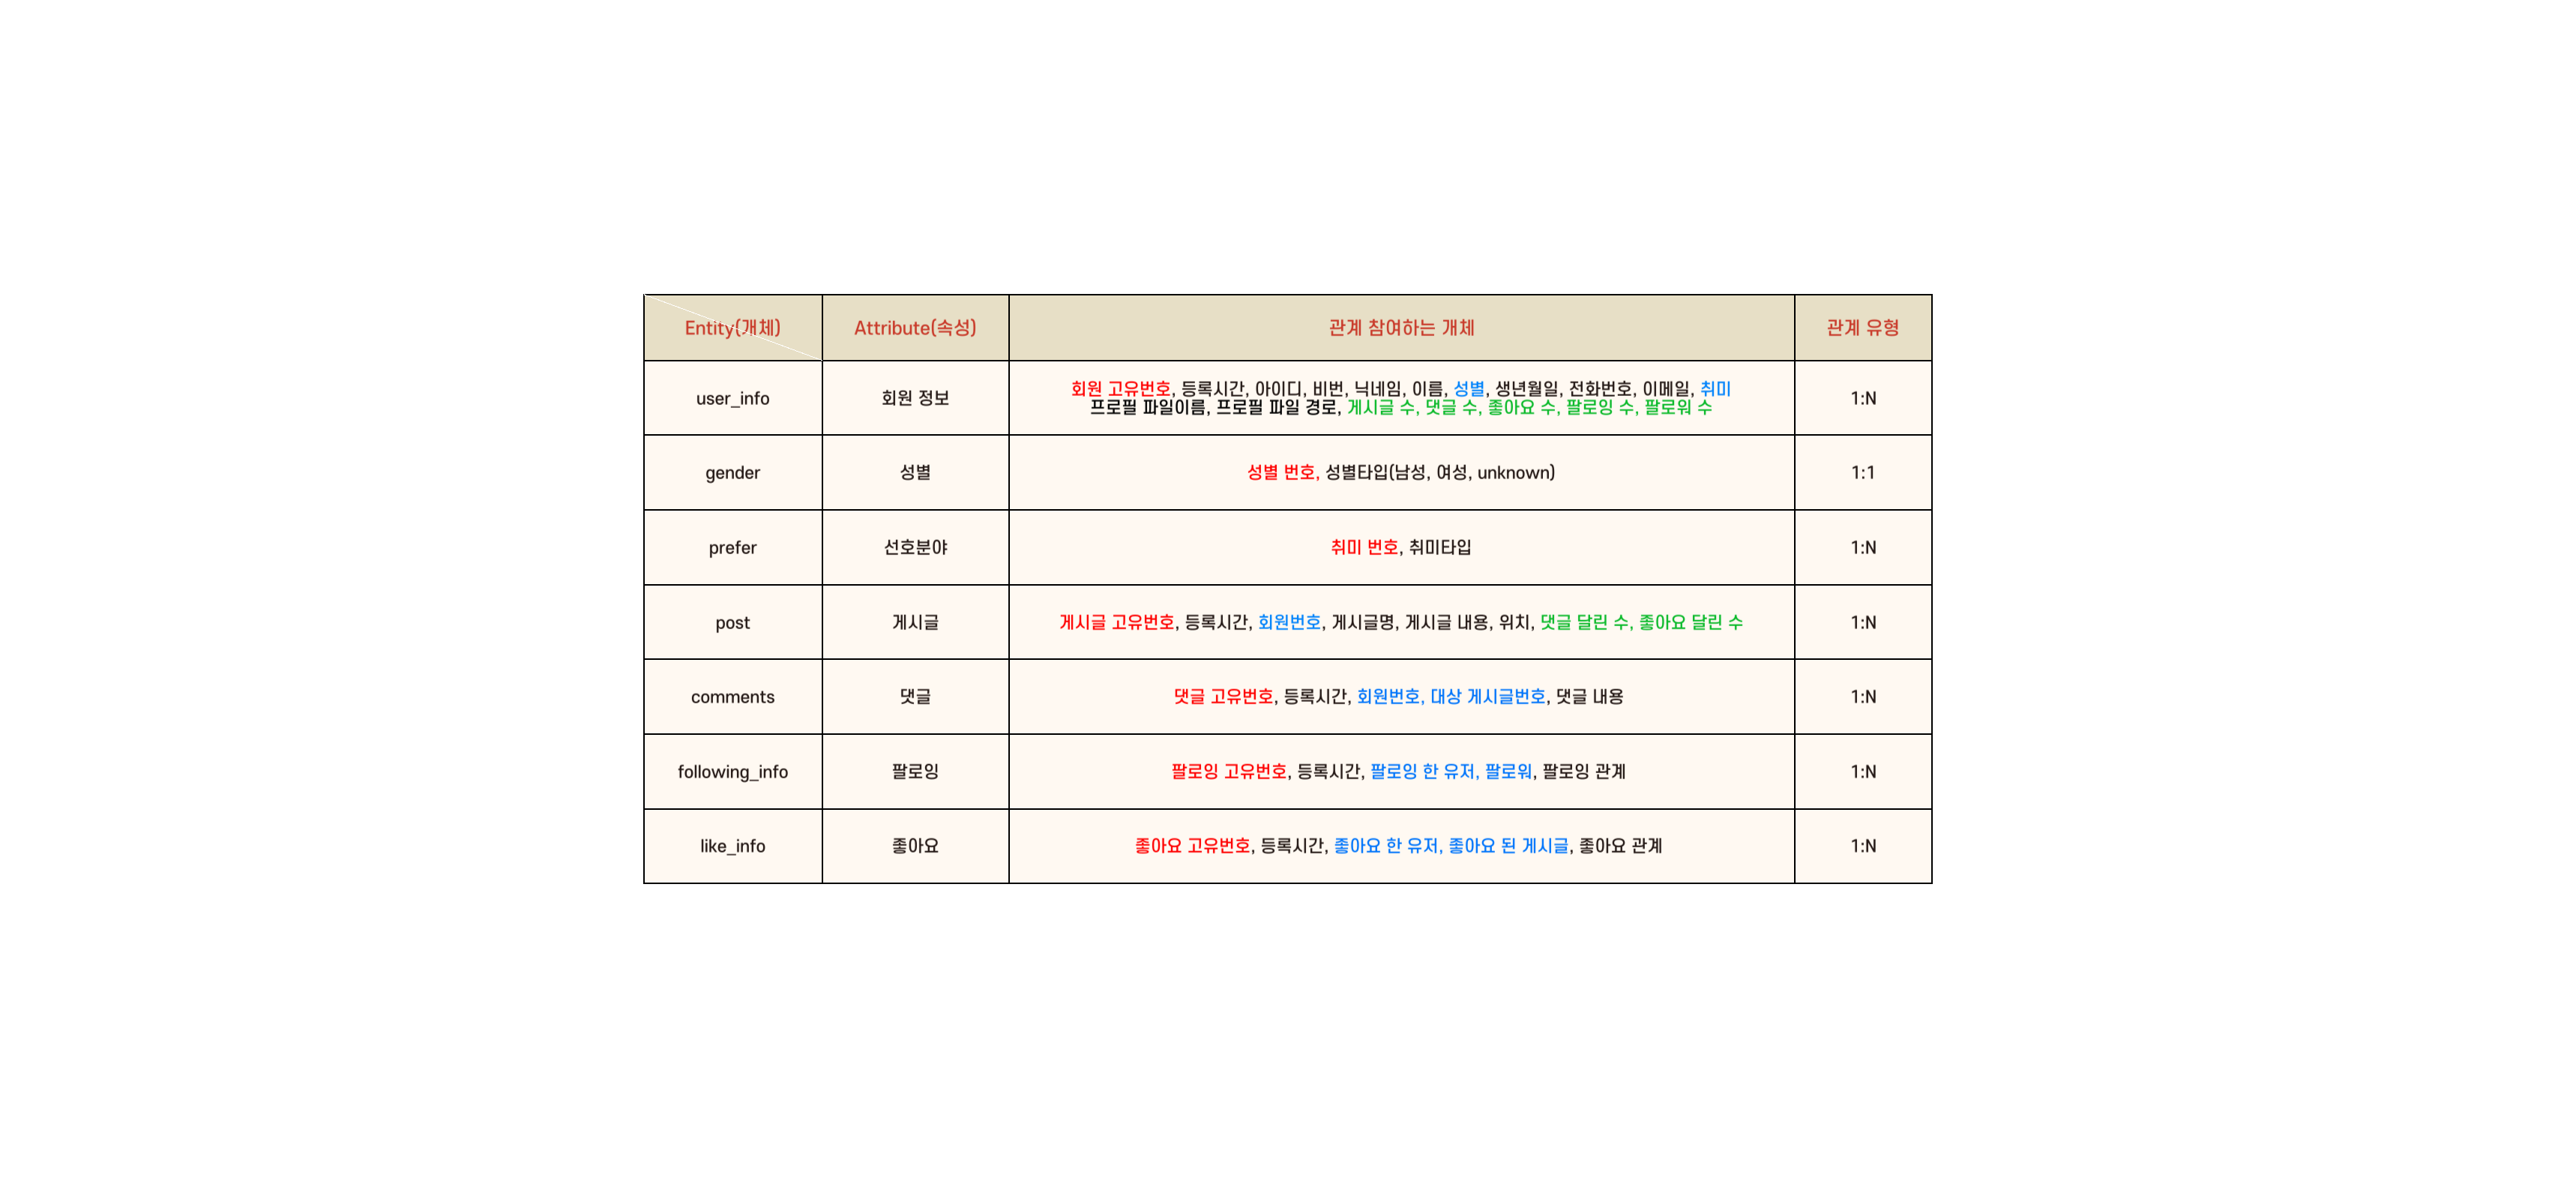 Entity(개체) Attribute(속성) 관계 참여하는 개체 관계 유형
user_info 회원 정보 회원 고유번호, 등록시간, 아이디, 비번, 닉네임, 이름, 성별, 생년월일, 전화번호, 이메일, 취미
프로필 파일이름, 프로필 파일 경로, 게시글 수, 댓글 수, 좋아요 수, 팔로잉 수, 팔로워 수 1:N
gender 성별 성별 번호, 성별타입(남성, 여성, unknown) 1:1
prefer 선호분야 취미 번호, 취미타입 1:N
post 게시글 게시글 고유번호, 등록시간, 회원번호, 게시글명, 게시글 내용, 위치, 댓글 달린 수, 좋아요 달린 수 1:N
comments 댓글 댓글 고유번호, 등록시간, 회원번호, 대상 게시글번호, 댓글 내용 1:N
following_info 팔로잉 팔로잉 고유번호, 등록시간, 팔로잉 한 유저, 팔로워, 팔로잉 관계 1:N
like_info 좋아요 좋아요 고유번호, 등록시간, 좋아요 한 유저, 좋아요 된 게시글, 좋아요 관계 1:N